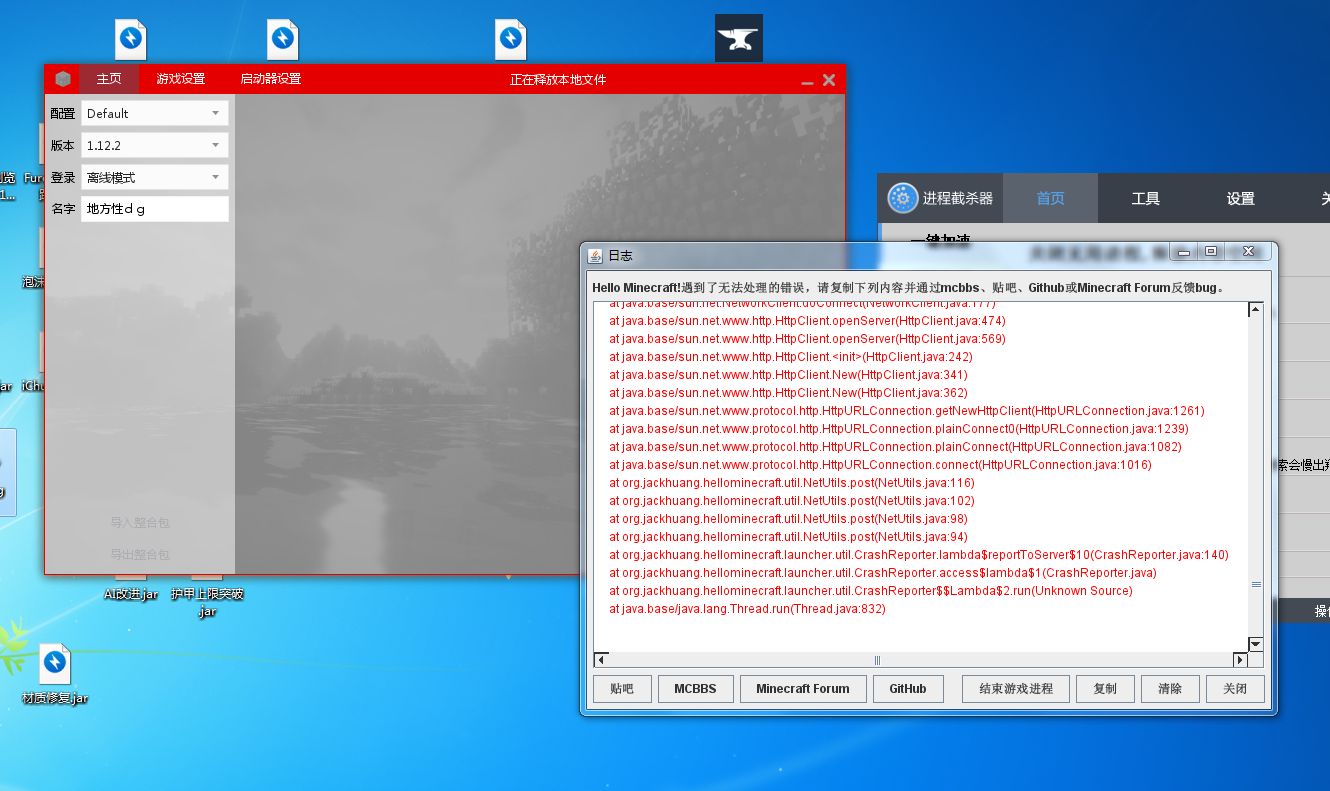 主页
游戏设置
启动器设置
正在释放本地文件
配置
Default
版本
1.12.2
登录
离线模式
名字
地方性d g
导入整合包
导出整合包
AI改进.jar
护甲上限突破
.jar
材质修复.jar
进程截杀器
首页
工具
设置
一键加速
日志
Hello Minecraft!遇到了无法处理的错误，请复制下列内容并通过mcbbs、贴吧、Github或Minecraft Forum反馈bug。
at java.base/sun.net.NetworkClient.doConnect(NetworkClient.java:177)
at java.base/sun.net.www.http.HttpClient.openServer(HttpClient.java:474)
at java.base/sun.net.www.http.HttpClient.openServer(HttpClient.java:569)
at java.base/sun.net.www.http.HttpClient.<init>(HttpClient.java:242)
at java.base/sun.net.www.http.HttpClient.New(HttpClient.java:341)
at java.base/sun.net.www.http.HttpClient.New(HttpClient.java:362)
at java.base/sun.net.www.protocol.http.HttpURLConnection.getNewHttpClient(HttpURLConnection.java:1261)
at java.base/sun.net.www.protocol.http.HttpURLConnection.plainConnect0(HttpURLConnection.java:1239)
at java.base/sun.net.www.protocol.http.HttpURLConnection.plainConnect(HttpURLConnection.java:1082)
at java.base/sun.net.www.protocol.http.HttpURLConnection.connect(HttpURLConnection.java:1016)
at org.jackhuang.hellominecraft.util.NetUtils.post(NetUtils.java:116)
at org.jackhuang.hellominecraft.util.NetUtils.post(NetUtils.java:102)
at org.jackhuang.hellominecraft.util.NetUtils.post(NetUtils.java:98)
at org.jackhuang.hellominecraft.util.NetUtils.post(NetUtils.java:94)
at org.jackhuang.hellominecraft.launcher.util.CrashReporter.lambda$reportToServer$10(CrashReporter.java:140)
at org.jackhuang.hellominecraft.launcher.util.CrashReporter.access$lambda$1(CrashReporter.java)
at org.jackhuang.hellominecraft.launcher.util.CrashReporter$$Lambda$2.run(Unknown Source)
at java.base/java.lang.Thread.run(Thread.java:832)
贴吧
MCBBS
Minecraft Forum
GitHub
结束游戏进程
复制
清除
关闭